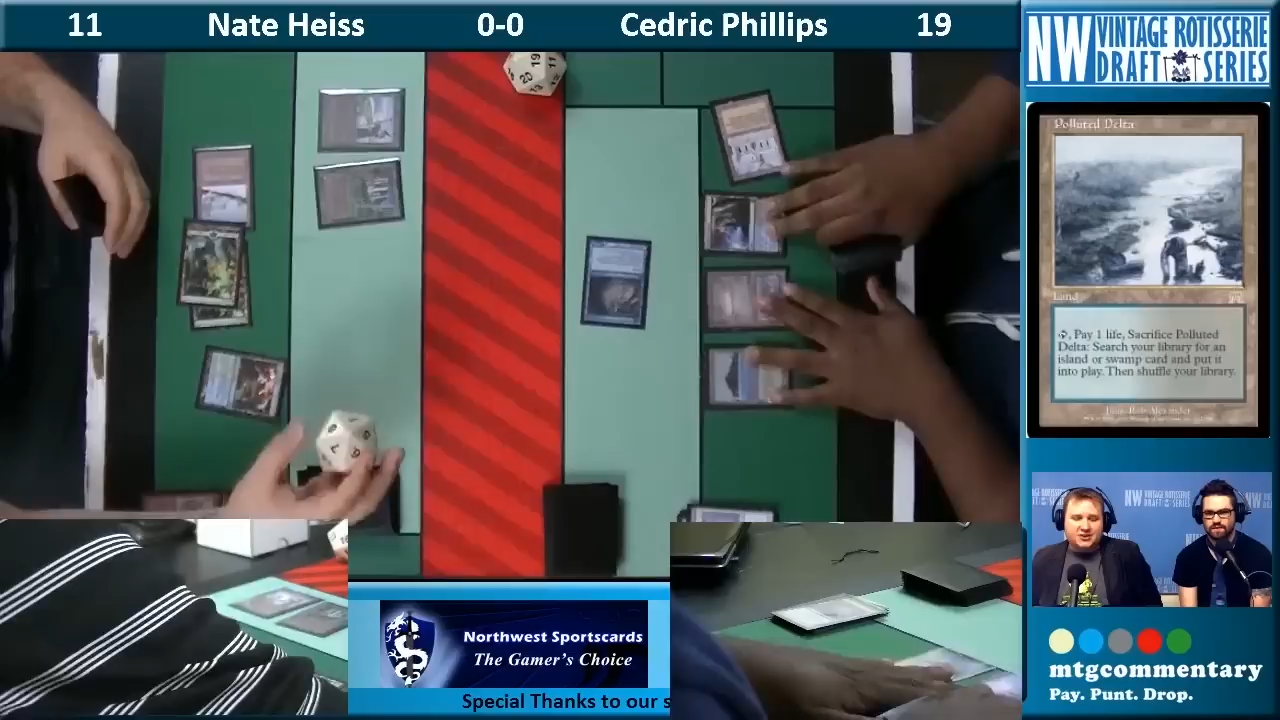 11 Nate Heiss 0-0 Cedric Phillips 19
NW VINTAGE ROTISSERIE
DRAFT SERIES
Polluted Delta
Land
, Pay 1 life, Sacrifice Polluted
Delta: Search your library for an
island or swamp card and put it
into play. Then shuffle your library.
Northwest Sportscards
The Gamer's Choice
Special Thanks to our s
mtgcommentary
Pay. Punt. Drop.